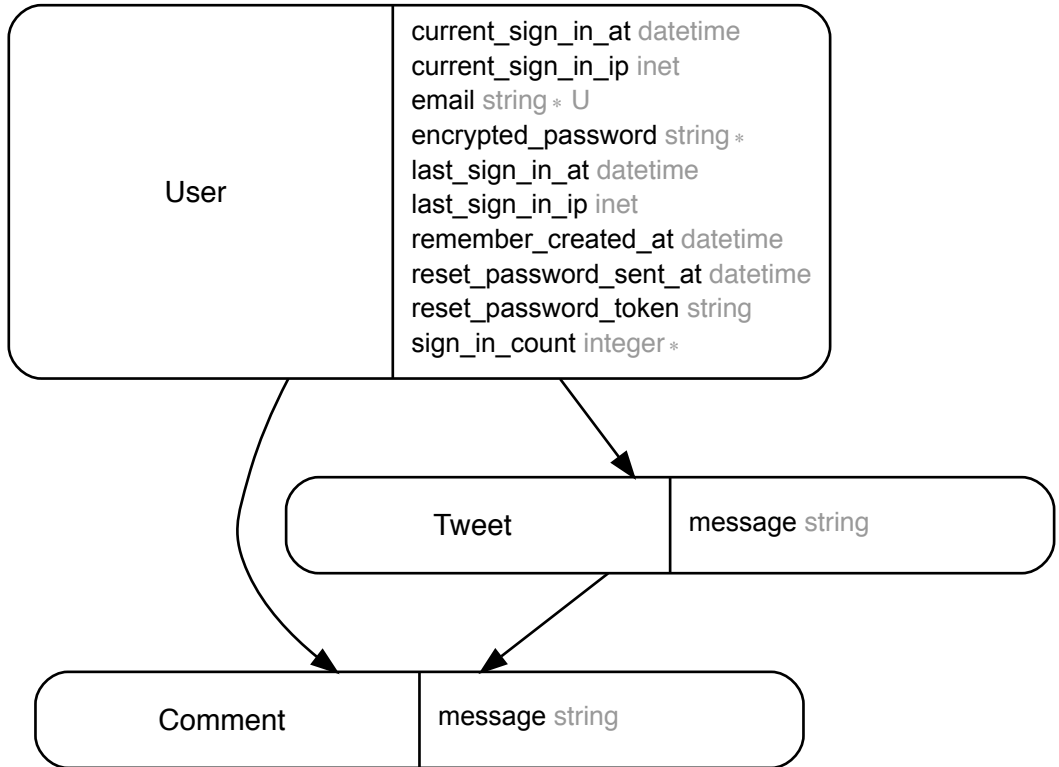 User
current_sign_in_at datetime
current_sign_in_ip inet
email string * U
encrypted_password string *
last_sign_in_at datetime
last_sign_in_ip inet
remember_created_at datetime
reset_password_sent_at datetime
reset_password_token string
sign_in_count integer *
Tweet
message string
Comment
message string